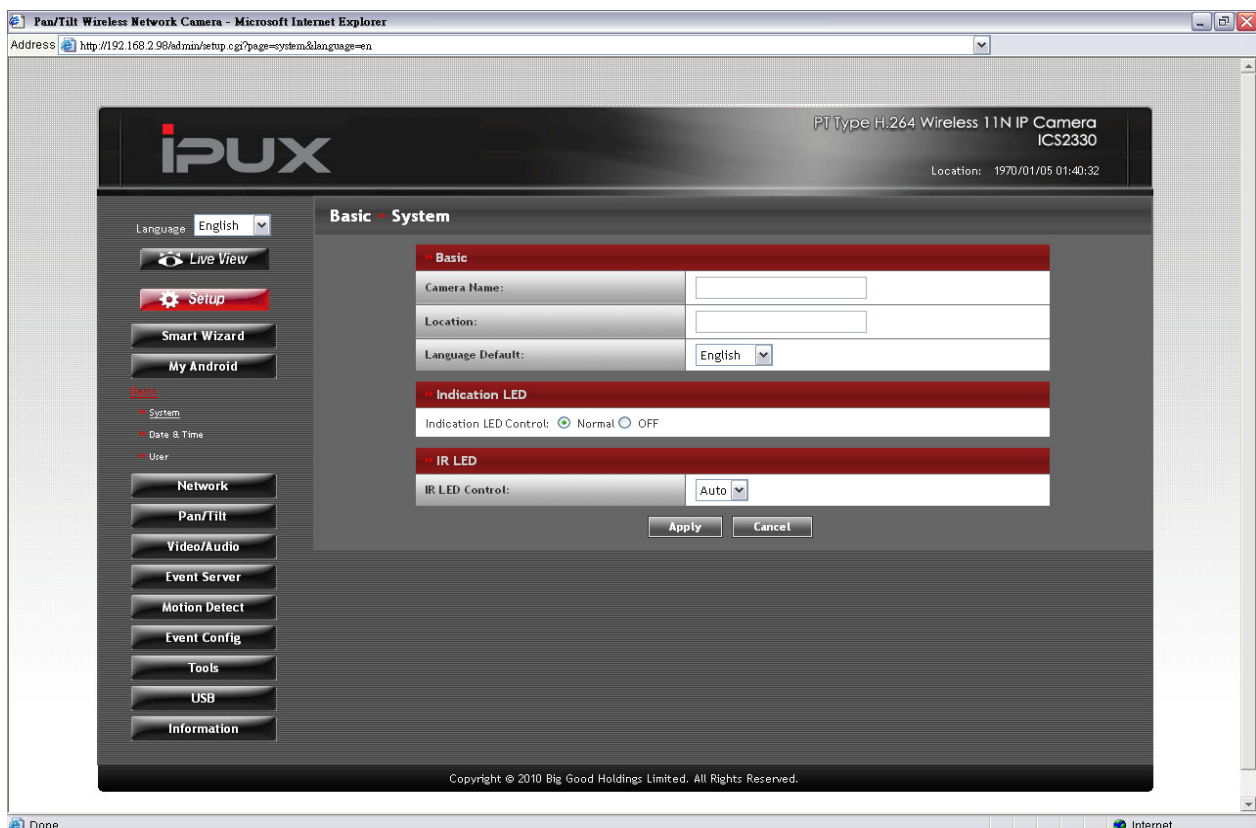 Pan/Tilt Wireless Network Camera - Microsoft Internet Explorer
Address http://192.168.2.98/admin/setup.cgi?page=system&language=en
iPUX
PT Type H.264 Wireless 11N IP Camera
ICS2330
Location: 1970/01/05 01:40:32
Language English
Live View
Setup
Smart Wizard
My Android
Basic
System
Date & Time
User
Network
Pan/Tilt
Video/Audio
Event Server
Motion Detect
Event Config
Tools
USB
Information
Basic - System
» Basic
Camera Name:
Location:
Language Default: English
» Indication LED
Indication LED Control: Normal OFF
» IR LED
IR LED Control: Auto
Apply Cancel
Copyright © 2010 Big Good Holdings Limited. All Rights Reserved.
Done Internet